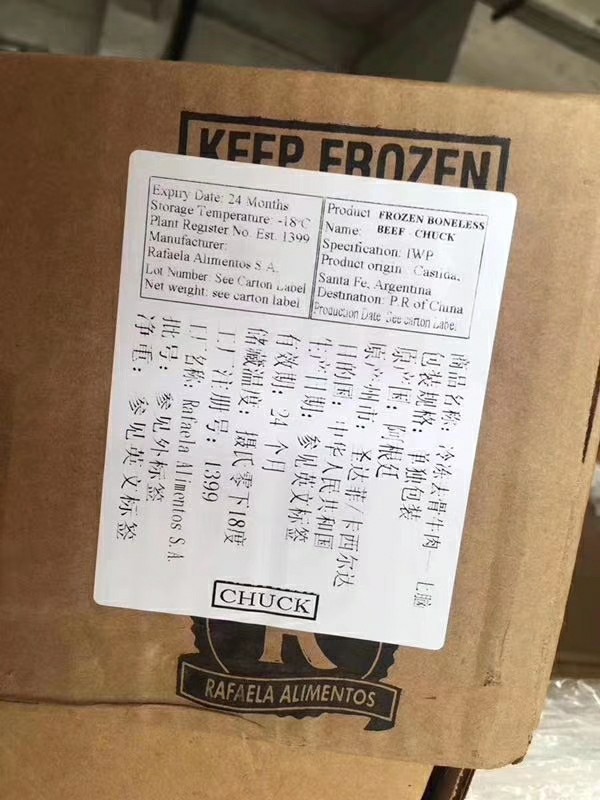 KEEP FROZEN
Expiry Date: 24 Months
Storage Temperature: -18°C
Plant Register No. Est. 1399
Manufacturer:
Rafaela Alimentos S.A.
Lot Number: See Carton Label
Net weight: see carton label
Product FROZEN BONELESS
Name: BEEF - CHUCK
Specification: IWP
Product origin: Casilda,
Santa Fe, Argentina
Destination: P.R of China
Production Date: See carton Label
商品名称：冷冻去骨牛肉—上脑
包装规格：单独包装
原产国：阿根廷
原产州市：圣达菲/卡西尔达
目的国：中华人民共和国
生产日期：参见英文标签
有效期：24 个月
储藏温度：摄氏零下18度
工厂注册号：1399
工厂名称：Rafaela Alimentos S.A.
批号：参见外标签
净重：参见英文标签
CHUCK
RAFAELA ALIMENTOS